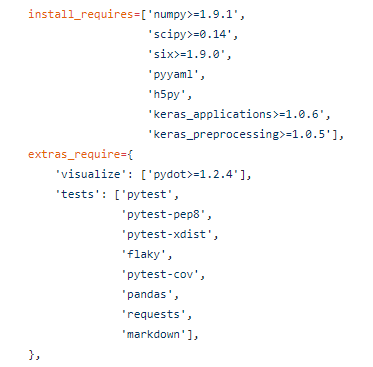 install_requires=['numpy>=1.9.1',
'scipy>=0.14',
'six>=1.9.0',
'pyyaml',
'h5py',
'keras_applications>=1.0.6',
'keras_preprocessing>=1.0.5'],
extras_require={
'visualize': ['pydot>=1.2.4'],
'tests': ['pytest',
'pytest-pep8',
'pytest-xdist',
'flaky',
'pytest-cov',
'pandas',
'requests',
'markdown'],
},